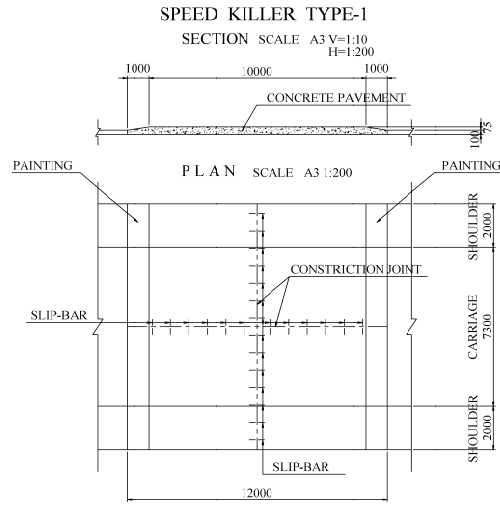 SPEED KILLER TYPE-1
SECTION SCALE A3 V=1:10
H=1:200
1000 10000 1000
CONCRETE PAVEMENT
75
100
PLAN SCALE A3 1:200
PAINTING
PAINTING
SHOULDER
2000
CONSTRICTION JOINT
SLIP-BAR
CARRIAGE
7300
SHOULDER
2000
SLIP-BAR
12000